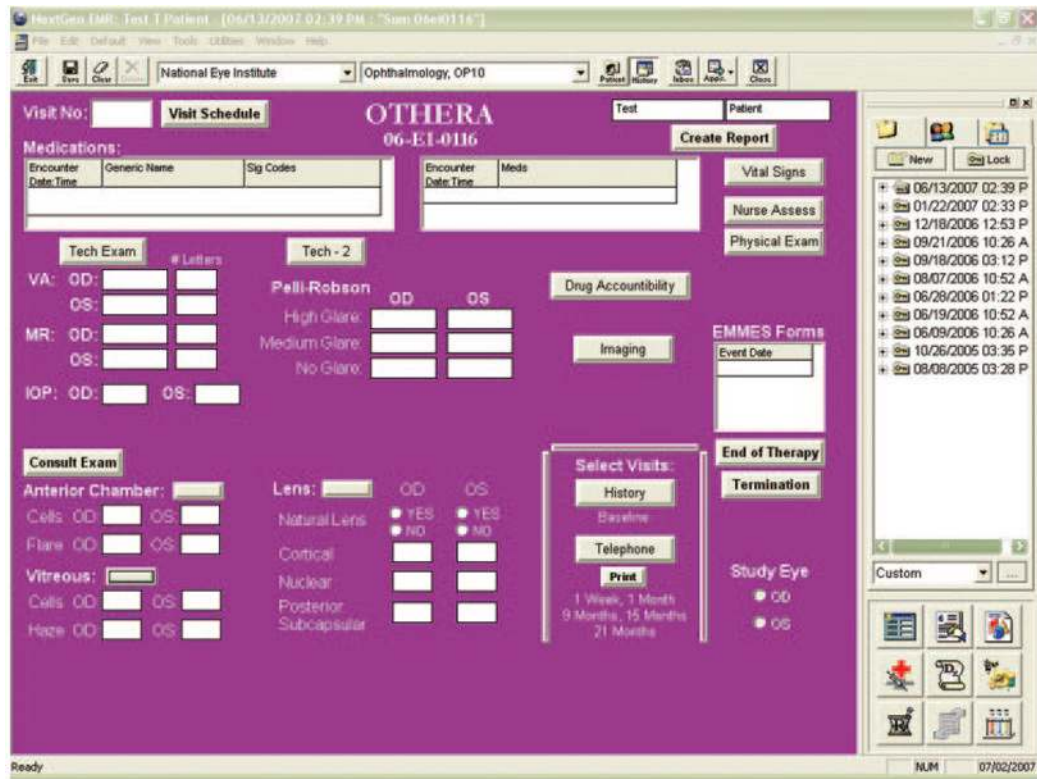 NextGen EMR: Test T Patient - [06/13/2007 02:39 PM : "Sum 06ei0116"]
File Edit Default View Tools Utilities Window Help
Exit Save Clear Delete National Eye Institute Ophthalmology, OP10 Patient History Inbox Appt. Close
Visit No: Visit Schedule OTHERA Test Patient
06-EI-0116 Create Report
Medications:
Encounter Date:Time Generic Name Sig Codes
Encounter Date:Time Meds
Vital Signs
Nurse Assess
Physical Exam
Tech Exam # Letters
VA: OD:
OS:
MR: OD:
OS:
IOP: OD: OS:
Tech - 2
Pelli-Robson OD OS
High Glare:
Medium Glare:
No Glare:
Drug Accountibility
Imaging
EMMES Forms
Event Date
End of Therapy
Termination
Consult Exam
Anterior Chamber:
Cells OD OS
Flare OD OS
Vitreous:
Cells OD OS
Haze OD OS
Lens: OD OS
Natural Lens YES YES
NO NO
Cortical
Nuclear
Posterior
Subcapsular
Select Visits:
History
Baseline
Telephone
Print
1 Week, 1 Month
9 Months, 15 Months
21 Months
Study Eye
OD
OS
New Lock
06/13/2007 02:39 P
01/22/2007 02:33 P
12/18/2006 12:53 P
09/21/2006 10:26 A
09/18/2006 03:12 P
08/07/2006 10:52 A
06/28/2006 01:22 P
06/19/2006 10:52 A
06/09/2006 10:26 A
10/26/2005 03:35 P
08/08/2005 03:28 P
Custom ...
Ready NUM 07/02/2007